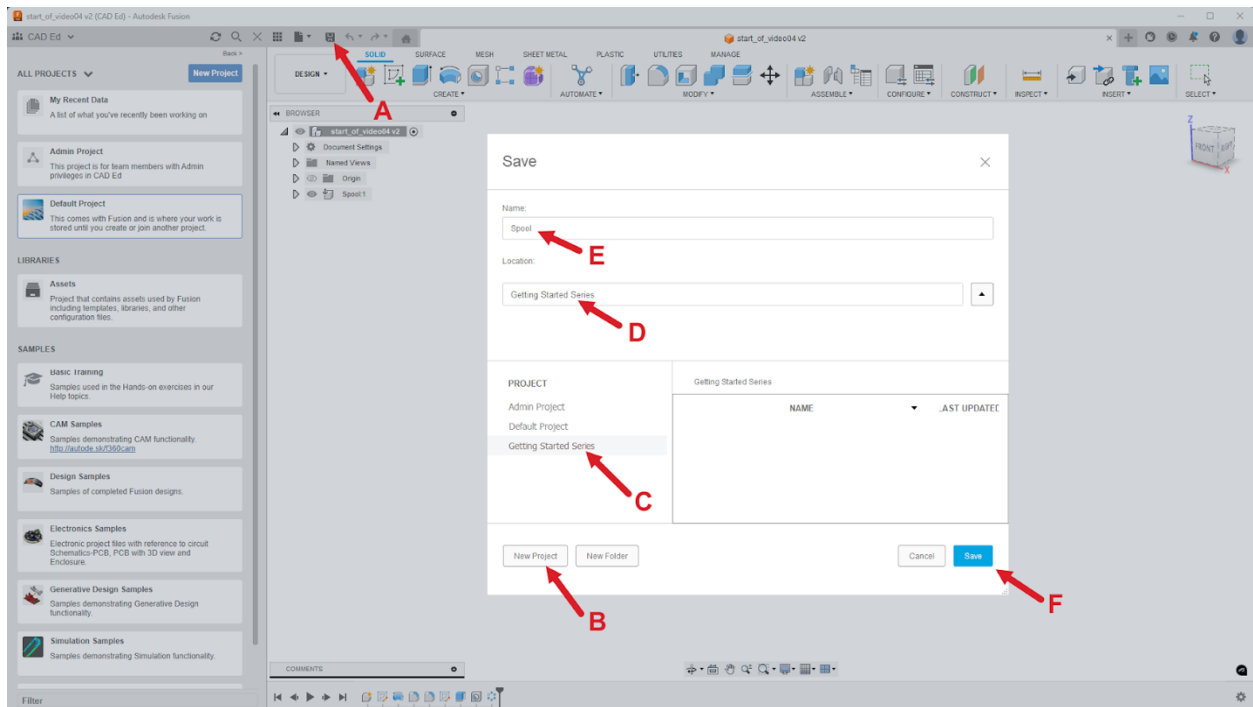 start_of_video04 v2 (CAD Ed) - Autodesk Fusion
CAD Ed
start_of_video04 v2
Back >
ALL PROJECTS
New Project
My Recent Data
A list of what you've recently been working on
Admin Project
This project is for team members with Admin
privileges in CAD Ed
Default Project
This comes with Fusion and is where your work is
stored until you create or join another project.
LIBRARIES
Assets
Project that contains assets used by Fusion
including templates, libraries, and other
configuration files.
SAMPLES
Basic Training
Samples used in the Hands-on exercises in our
Help topics.
CAM Samples
Samples demonstrating CAM functionality.
http://autode.sk/f360cam
Design Samples
Samples of completed Fusion designs.
Electronics Samples
Electronic project files with reference to circuit
Schematics-PCB, PCB with 3D view and
Enclosure.
Generative Design Samples
Samples demonstrating Generative Design
functionality.
Simulation Samples
Samples demonstrating Simulation functionality.
Filter
SOLID SURFACE MESH SHEET METAL PLASTIC UTILITIES MANAGE
DESIGN
CREATE AUTOMATE MODIFY ASSEMBLE CONFIGURE CONSTRUCT INSPECT INSERT SELECT
A
BROWSER
start_of_video04 v2
Document Settings
Named Views
Origin
Spool:1
Z
FRONT RIGHT
X
Save
Name:
Spool
E
Location:
Getting Started Series
D
PROJECT
Admin Project
Default Project
Getting Started Series
C
Getting Started Series
NAME .AST UPDATED
New Project New Folder Cancel Save
B
F
COMMENTS